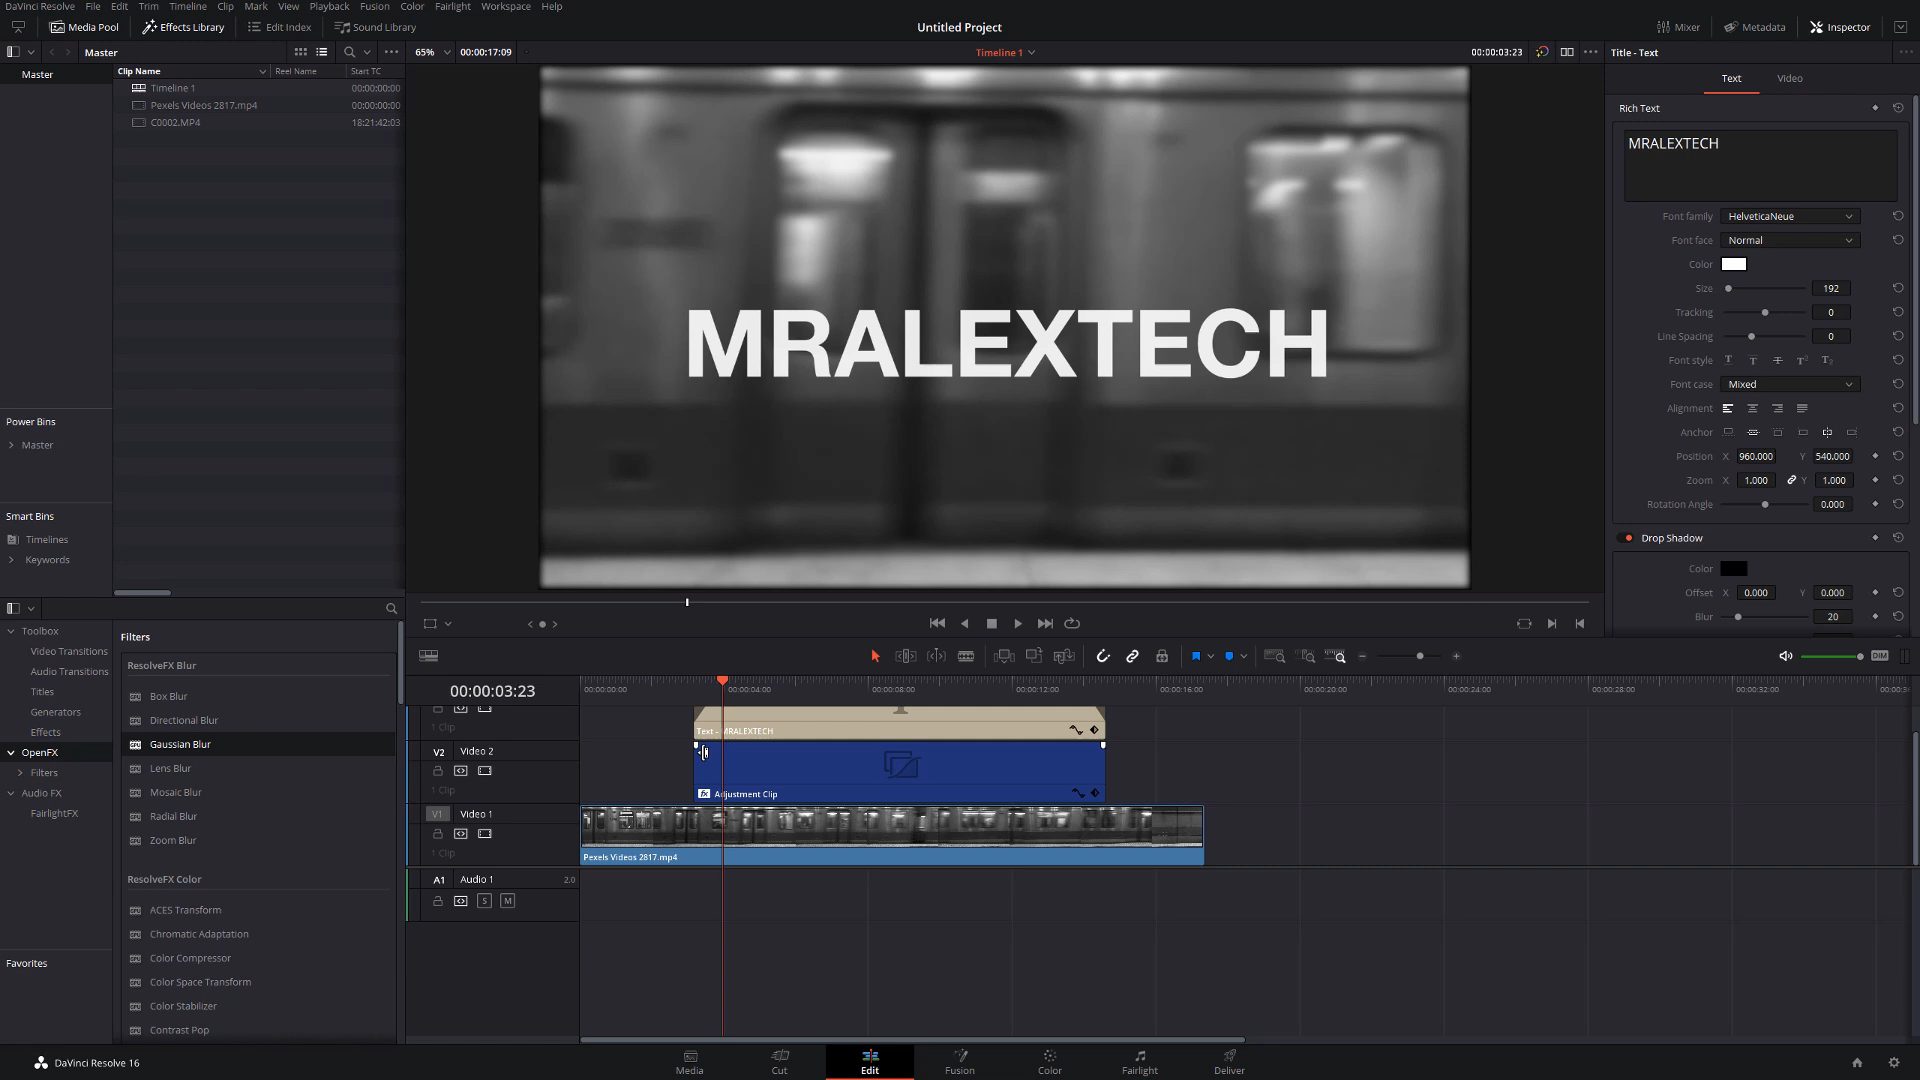 DaVinci Resolve File Edit Trim Timeline Clip Mark View Playback Fusion Color Fairlight Workspace Help
Media Pool Effects Library Edit Index Sound Library Untitled Project Mixer Metadata Inspector
Master 65% 00:00:17:09 Timeline 1 00:00:03:23 Title - Text
Master
Clip Name Reel Name Start TC
Timeline 1 00:00:00:00
Pexels Videos 2817.mp4 00:00:00:00
C0002.MP4 18:21:42:03
Power Bins
Master
Smart Bins
Timelines
Keywords
MRALEXTECH
Text Video
Rich Text
MRALEXTECH
Font family HelveticaNeue
Font face Normal
Color
Size 192
Tracking 0
Line Spacing 0
Font style T T T T T
Font case Mixed
Alignment
Anchor
Position X 960.000 Y 540.000
Zoom X 1.000 Y 1.000
Rotation Angle 0.000
Drop Shadow
Color
Offset X 0.000 Y 0.000
Blur 20
Toolbox
Video Transitions
Audio Transitions
Titles
Generators
Effects
OpenFX
Filters
Audio FX
FairlightFX
Favorites
Filters
ResolveFX Blur
Box Blur
Directional Blur
Gaussian Blur
Lens Blur
Mosaic Blur
Radial Blur
Zoom Blur
ResolveFX Color
ACES Transform
Chromatic Adaptation
Color Compressor
Color Space Transform
Color Stabilizer
Contrast Pop
DIM
00:00:03:23 00:00:00:00 00:00:04:00 00:00:08:00 00:00:12:00 00:00:16:00 00:00:20:00 00:00:24:00 00:00:28:00 00:00:32:00
1 Clip Text - MRALEXTECH
V2 Video 2
1 Clip fx Adjustment Clip
V1 Video 1
1 Clip Pexels Videos 2817.mp4
A1 Audio 1 2.0
S M
DaVinci Resolve 16 Media Cut Edit Fusion Color Fairlight Deliver